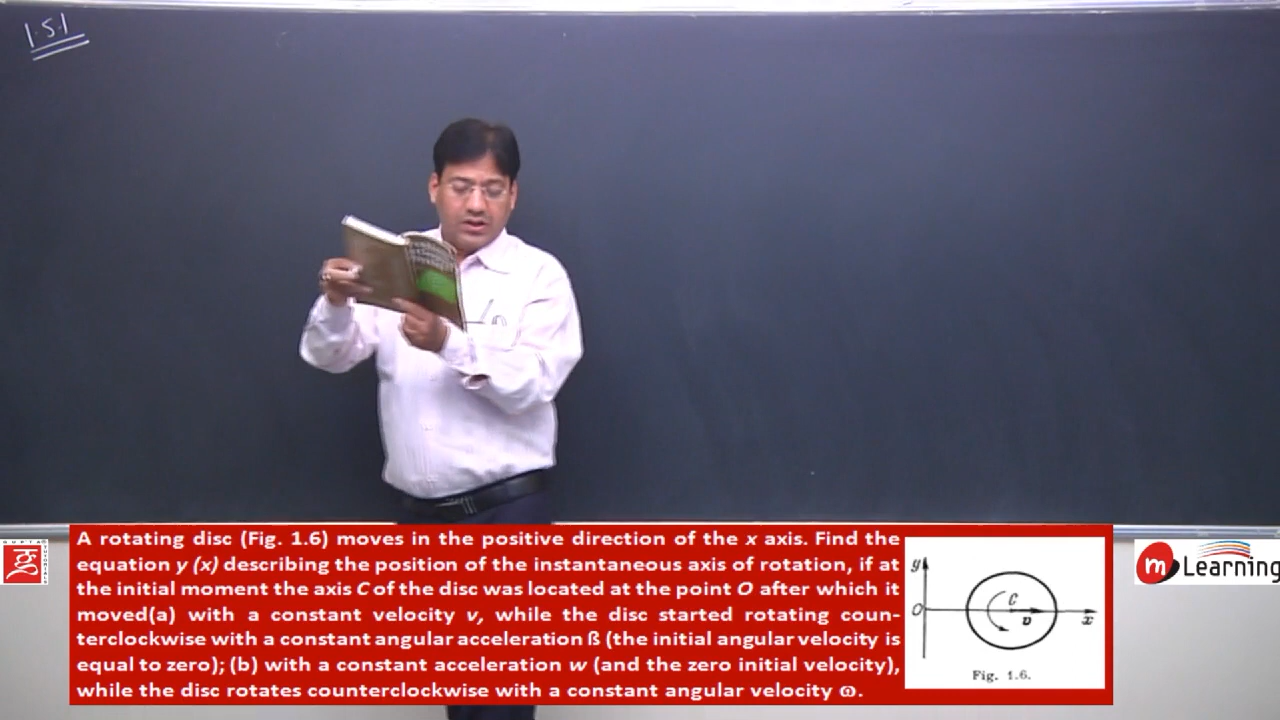 1.5.1
A rotating disc (Fig. 1.6) moves in the positive direction of the x axis. Find the
equation y (x) describing the position of the instantaneous axis of rotation, if at
the initial moment the axis C of the disc was located at the point O after which it
moved(a) with a constant velocity v, while the disc started rotating coun-
terclockwise with a constant angular acceleration ß (the initial angular velocity is
equal to zero); (b) with a constant acceleration w (and the zero initial velocity),
while the disc rotates counterclockwise with a constant angular velocity ω.
y
O
C
v
x
Fig. 1.6.
GUPTA
TUTORIALS
m Learning